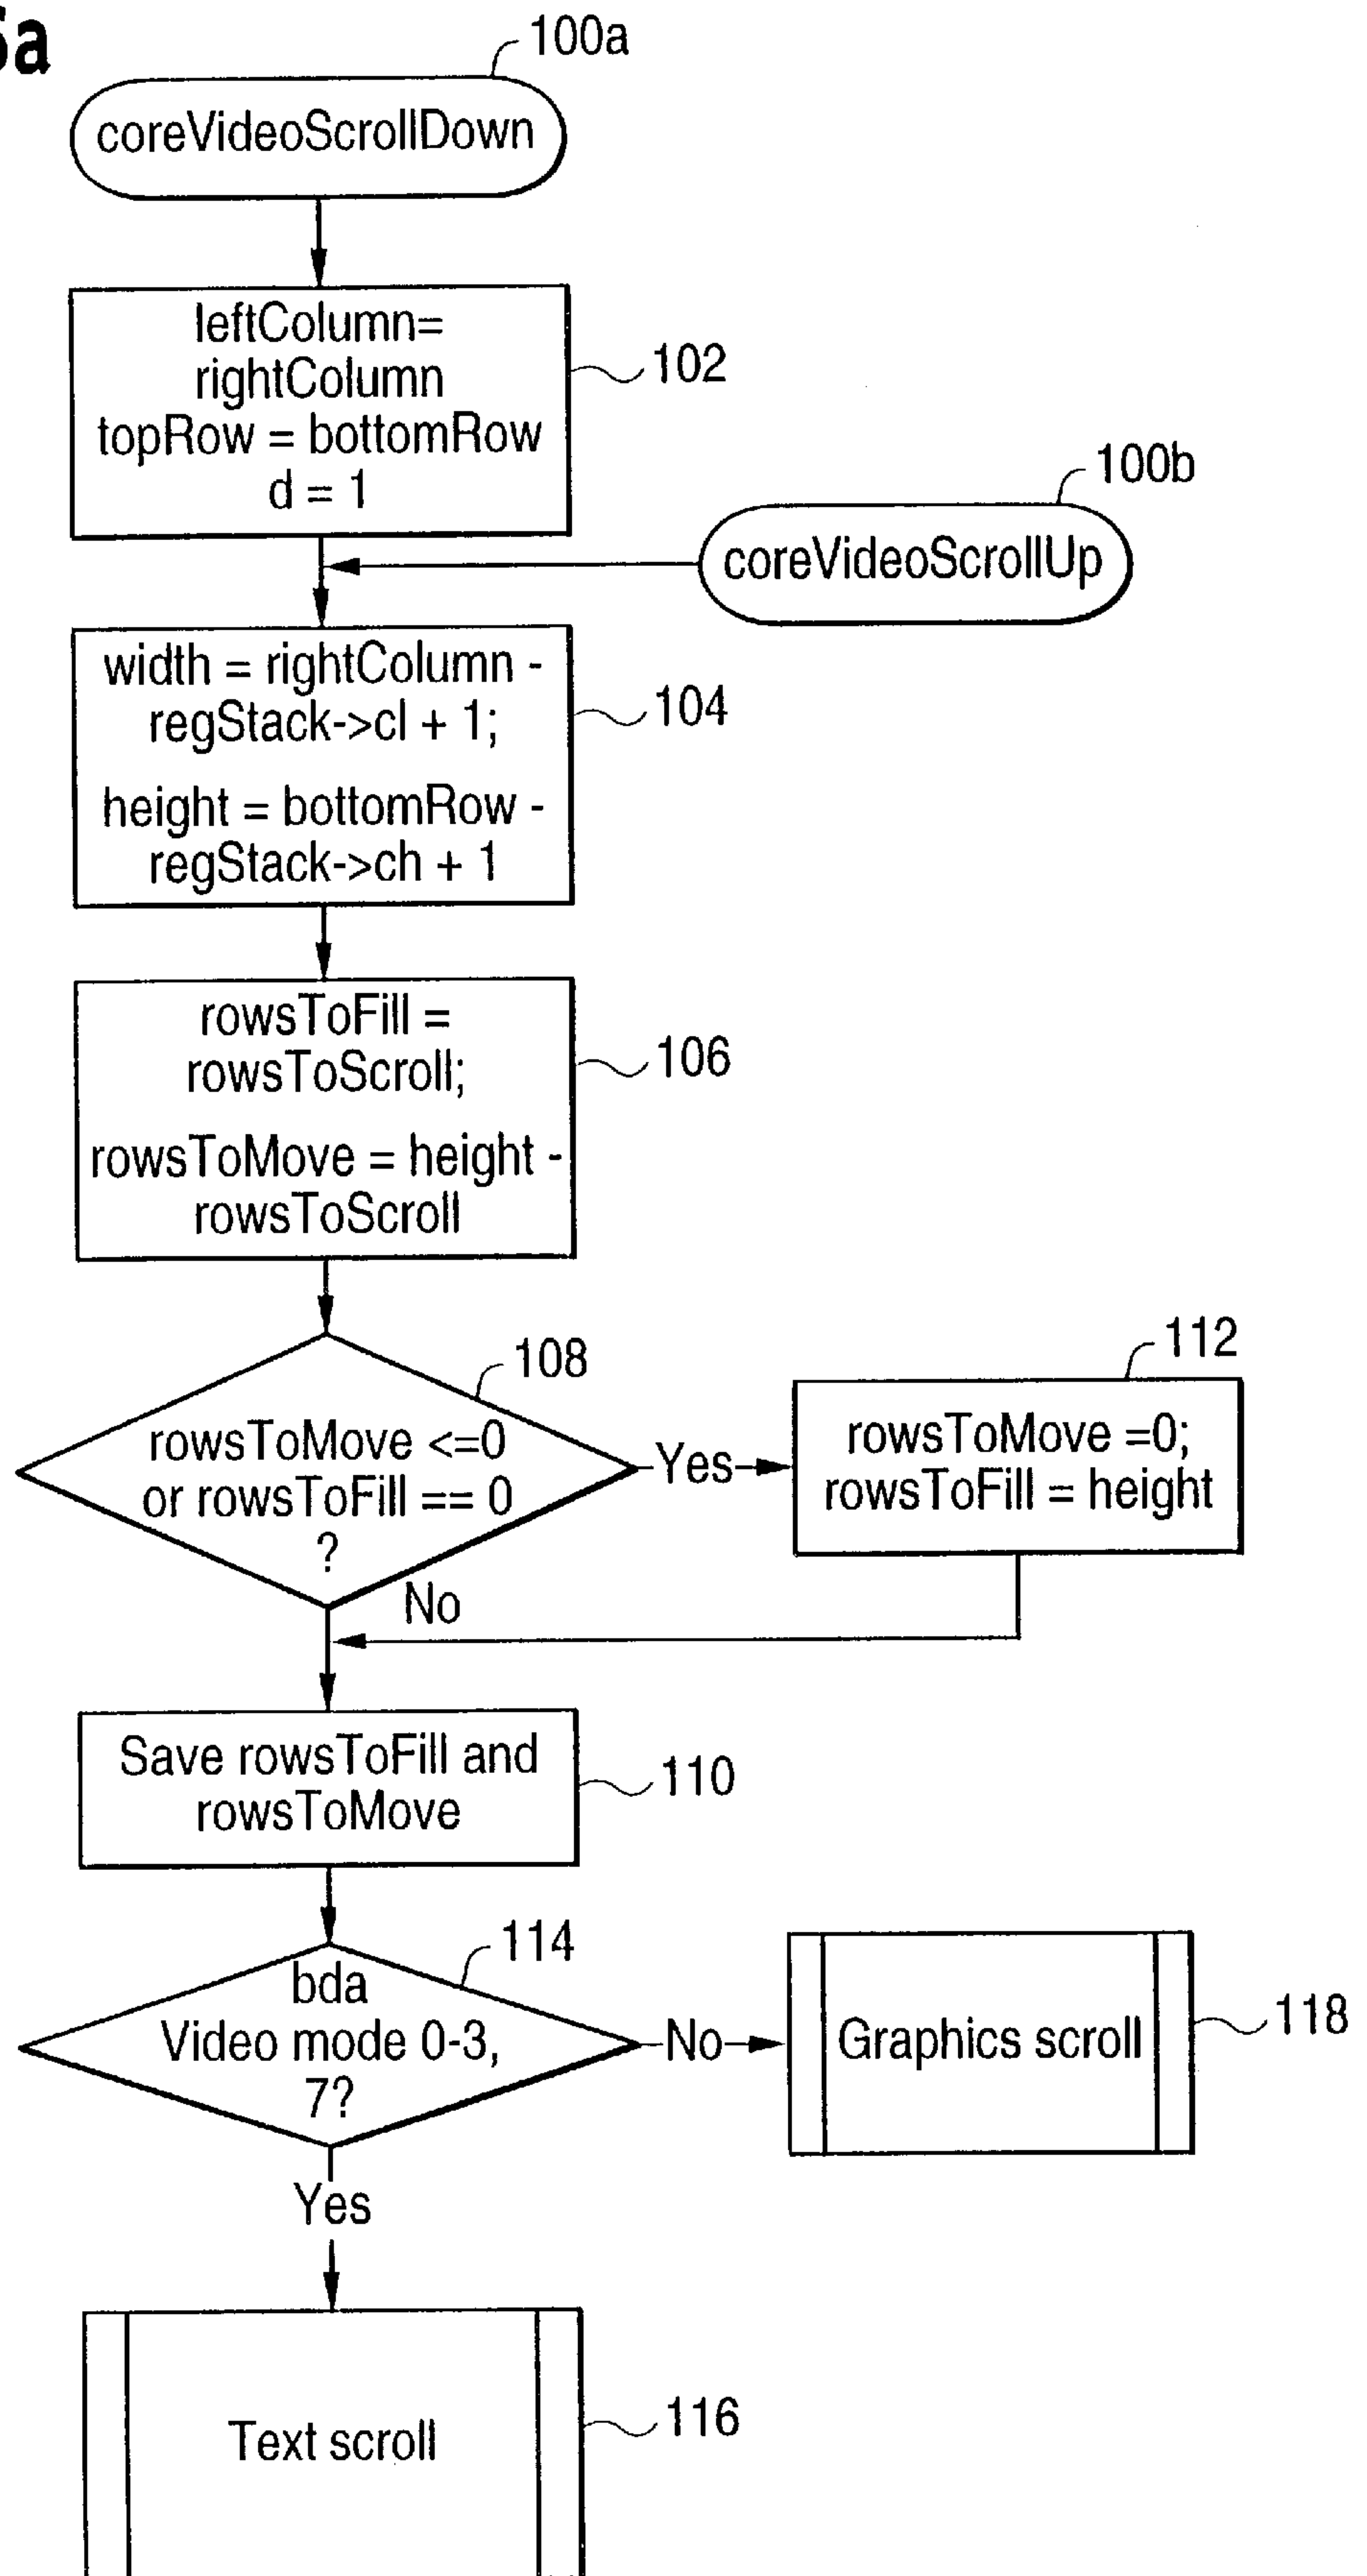 100a
coreVideoScrollDown
leftColumn=
rightColumn
topRow = bottomRow
d = 1
102
100b
coreVideoScrollUp
width = rightColumn -
regStack->cl + 1;
height = bottomRow -
regStack->ch + 1
104
rowsToFill =
rowsToScroll;
rowsToMove = height -
rowsToScroll
106
108
rowsToMove <=0
or rowsToFill == 0
?
Yes
112
rowsToMove =0;
rowsToFill = height
No
Save rowsToFill and
rowsToMove
110
114
bda
Video mode 0-3,
7?
No
Graphics scroll
118
Yes
Text scroll
116